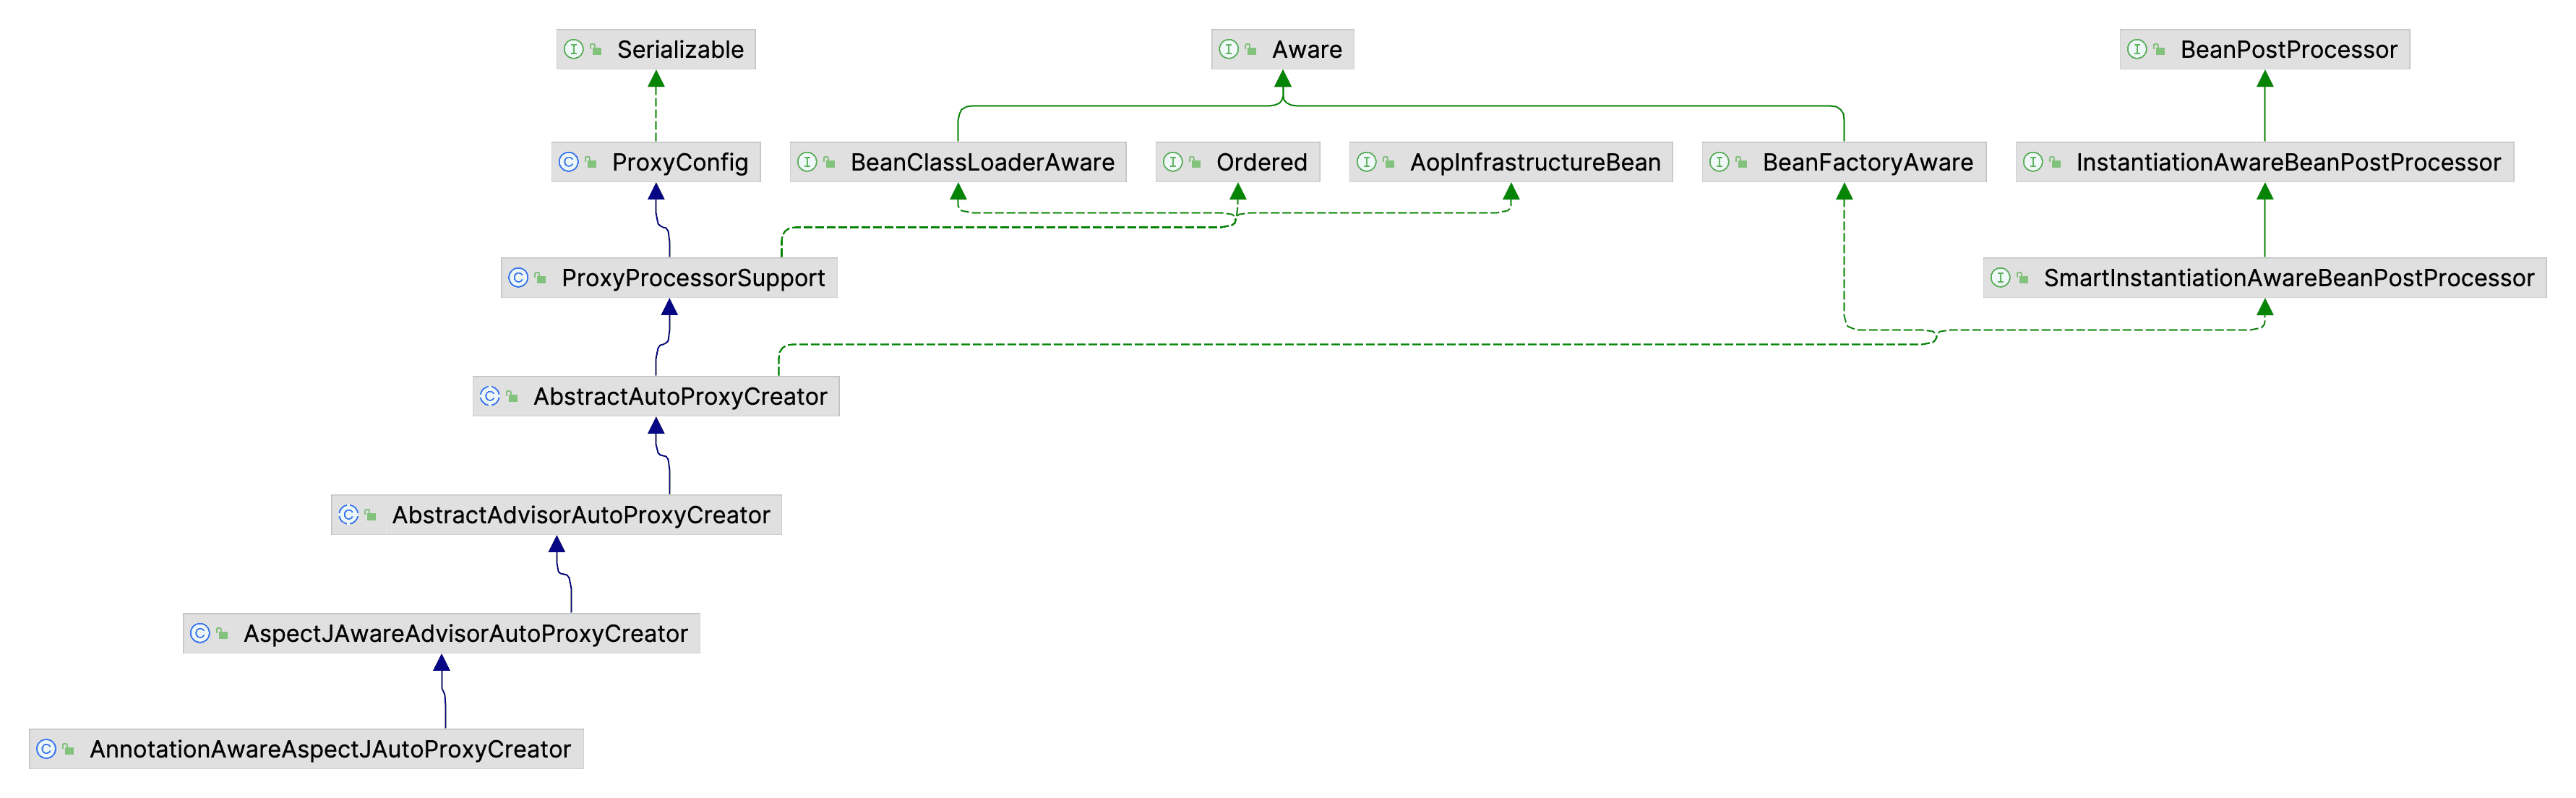 Serializable
Aware
BeanPostProcessor
ProxyConfig
BeanClassLoaderAware
Ordered
AopInfrastructureBean
BeanFactoryAware
InstantiationAwareBeanPostProcessor
ProxyProcessorSupport
SmartInstantiationAwareBeanPostProcessor
AbstractAutoProxyCreator
AbstractAdvisorAutoProxyCreator
AspectJAwareAdvisorAutoProxyCreator
AnnotationAwareAspectJAutoProxyCreator